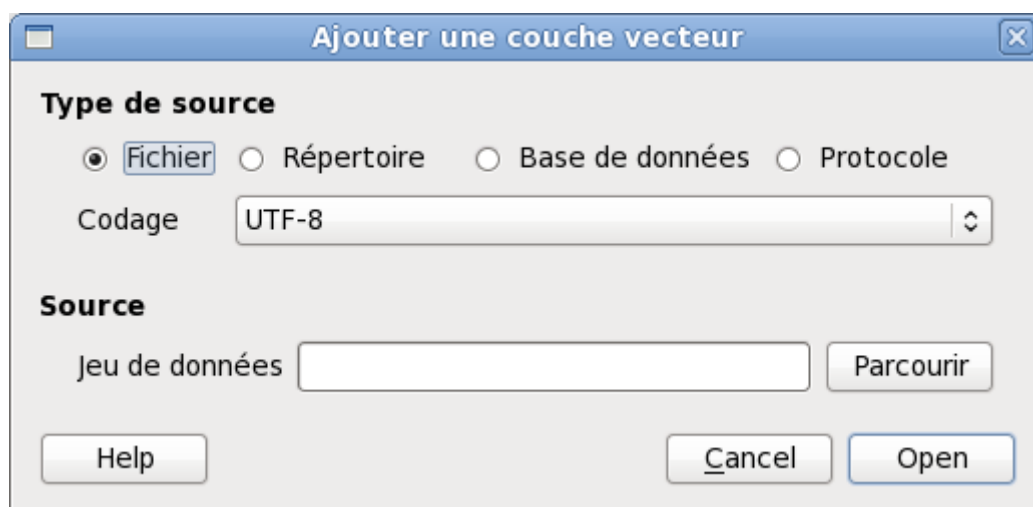 Ajouter une couche vecteur
Type de source
Fichier Répertoire Base de données Protocole
Codage UTF-8
Source
Jeu de données Parcourir
Help Cancel Open